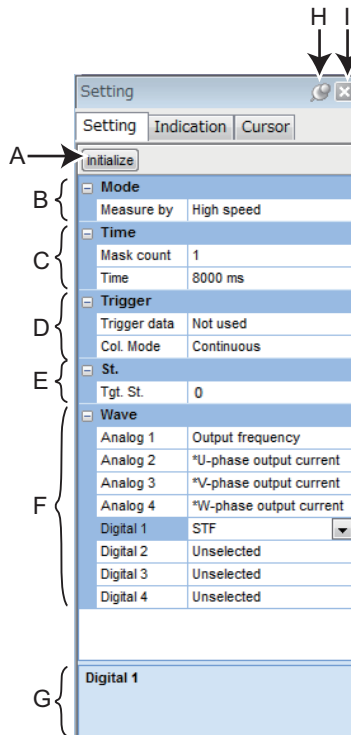 H I
Setting
Setting Indication Cursor
A initialize
B Mode
Measure by High speed
C Time
Mask count 1
Time 8000 ms
D Trigger
Trigger data Not used
Col. Mode Continuous
E St.
Tgt. St. 0
F Wave
Analog 1 Output frequency
Analog 2 *U-phase output current
Analog 3 *V-phase output current
Analog 4 *W-phase output current
Digital 1 STF
Digital 2 Unselected
Digital 3 Unselected
Digital 4 Unselected
G Digital 1